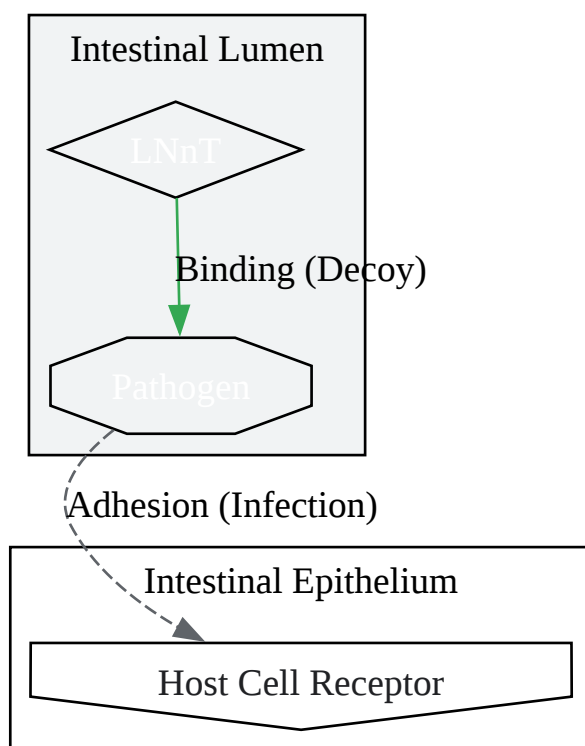 Intestinal Lumen
LNnT
Binding (Decoy)
Pathogen
Adhesion (Infection)
Intestinal Epithelium
Host Cell Receptor